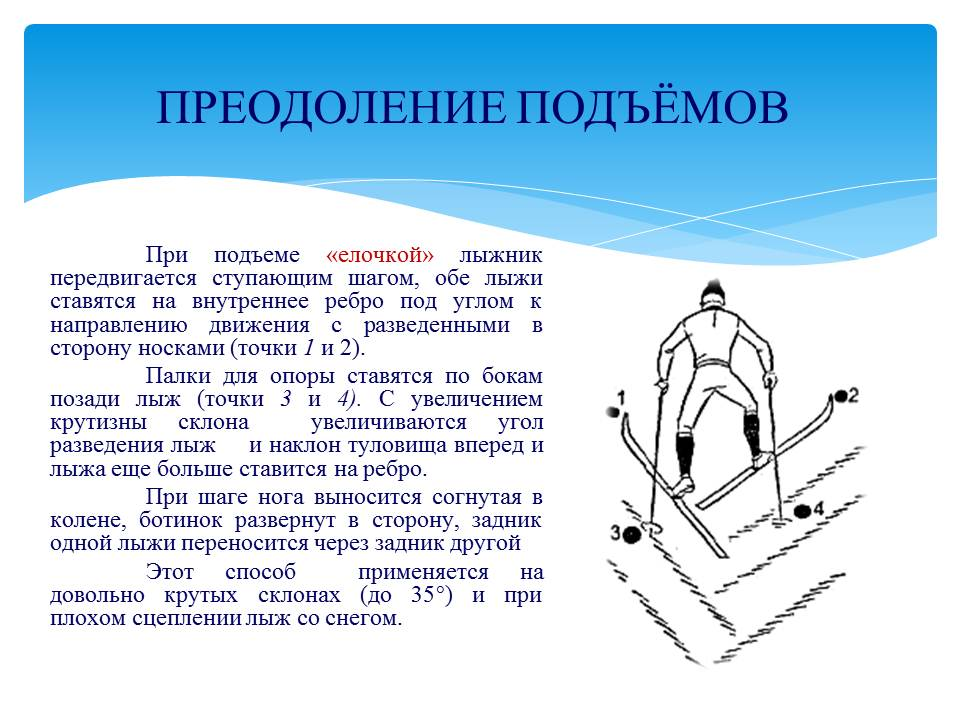 ПРЕОДОЛЕНИЕ ПОДЪЁМОВ
При подъеме «елочкой» лыжник
передвигается ступающим шагом, обе лыжи
ставятся на внутреннее ребро под углом к
направлению движения с разведенными в
сторону носками (точки 1 и 2).
Палки для опоры ставятся по бокам
позади лыж (точки 3 и 4). С увеличением
крутизны склона увеличиваются угол
разведения лыж и наклон туловища вперед и
лыжа еще больше ставится на ребро.
При шаге нога выносится согнутая в
колене, ботинок развернут в сторону, задник
одной лыжи переносится через задник другой
Этот способ применяется на
довольно крутых склонах (до 35°) и при
плохом сцеплении лыж со снегом.
1
2
3
4